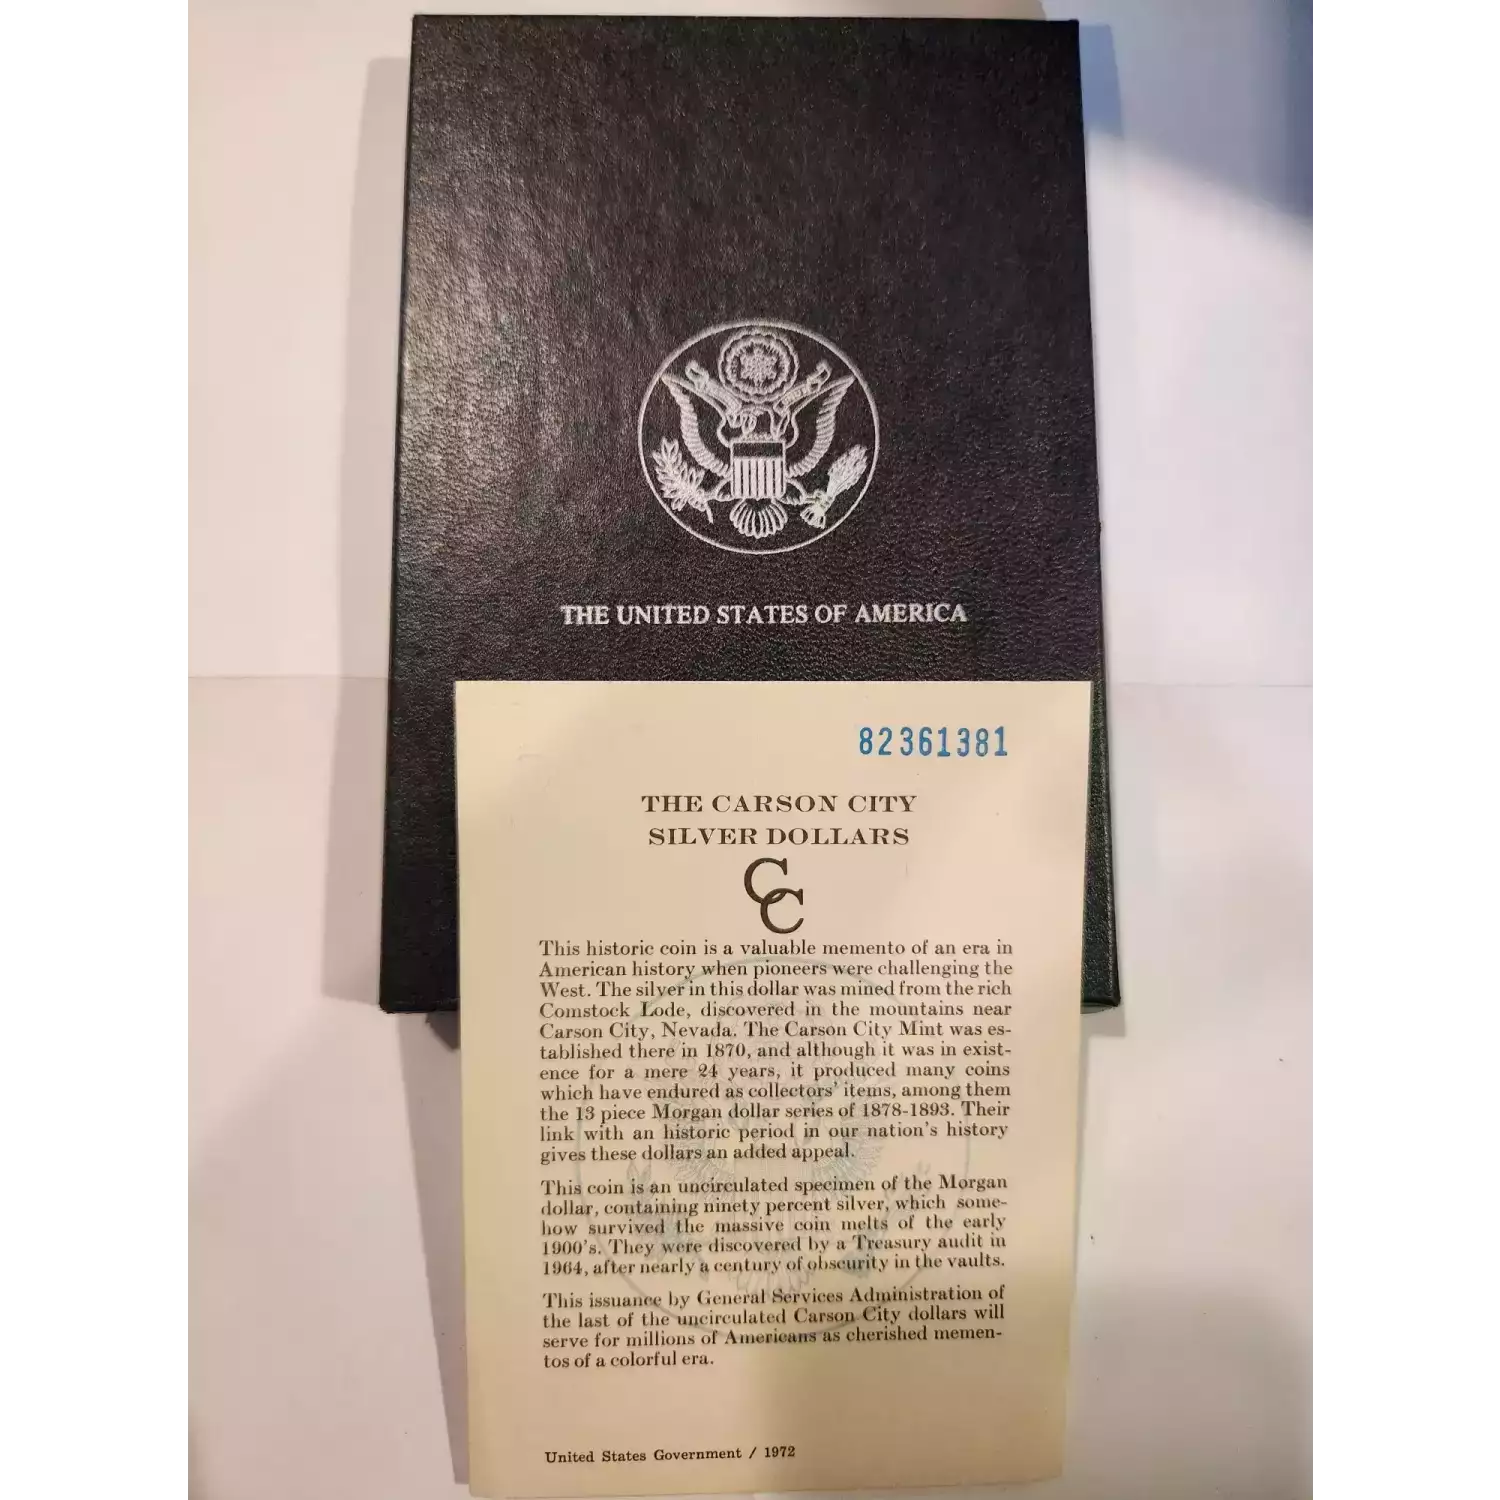 THE UNITED STATES OF AMERICA
82361381
THE CARSON CITY
SILVER DOLLARS
CC
This historic coin is a valuable memento of an era in
American history when pioneers were challenging the
West. The silver in this dollar was mined from the rich
Comstock Lode, discovered in the mountains near
Carson City, Nevada. The Carson City Mint was es-
tablished there in 1870, and although it was in exist-
ence for a mere 24 years, it produced many coins
which have endured as collectors' items, among them
the 13 piece Morgan dollar series of 1878-1893. Their
link with an historic period in our nation's history
gives these dollars an added appeal.
This coin is an uncirculated specimen of the Morgan
dollar, containing ninety percent silver, which some-
how survived the massive coin melts of the early
1900's. They were discovered by a Treasury audit in
1964, after nearly a century of obscurity in the vaults.
This issuance by General Services Administration of
the last of the uncirculated Carson City dollars will
serve for millions of Americans as cherished memen-
tos of a colorful era.
United States Government / 1972